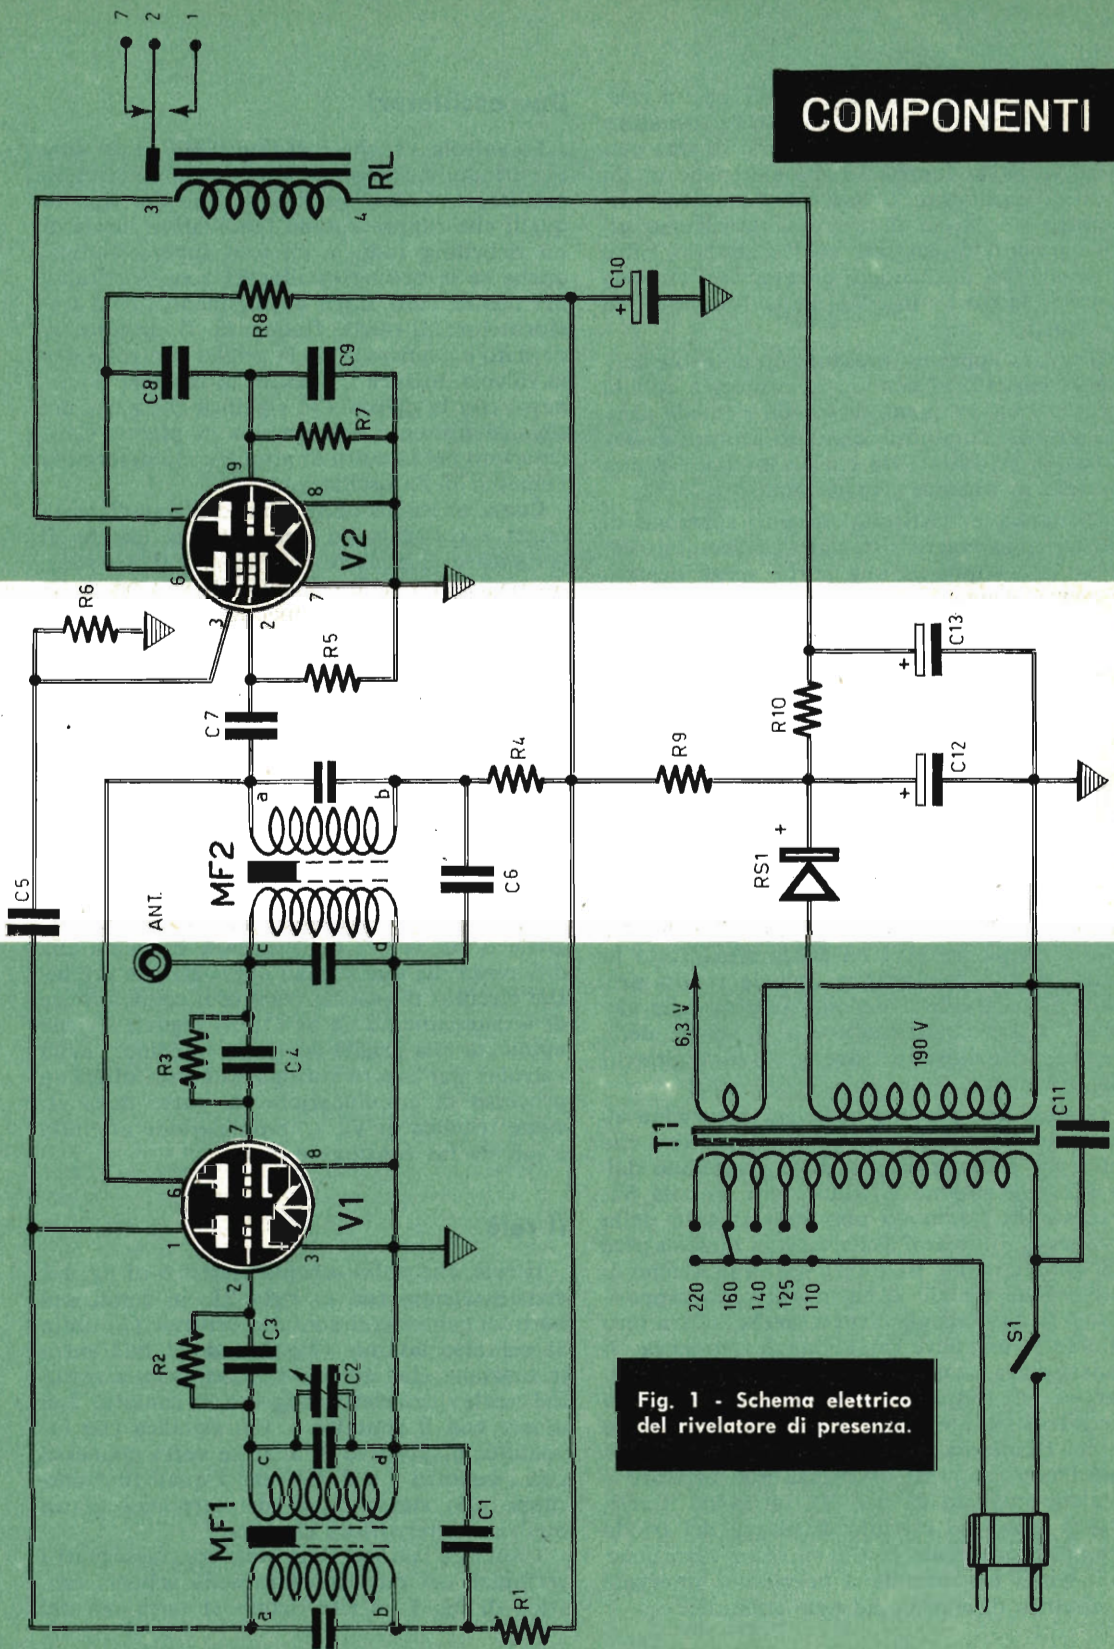 COMPONENTI
7
2
1
3
4
RL
C10
+
R8
C8
C9
R7
9
8
1
6
V2
7
3
2
R6
R5
C7
C5
ANT.
MF2
a
b
c
d
C6
R4
R9
R10
C13
+
C12
+
RS1
+
R3
C4
7
6
8
1
V1
2
3
R2
C3
C2
c
d
MF1
a
b
C1
R1
6,3 V
190 V
T1
C11
220
160
140
125
110
S1
Fig. 1 - Schema elettrico
del rivelatore di presenza.